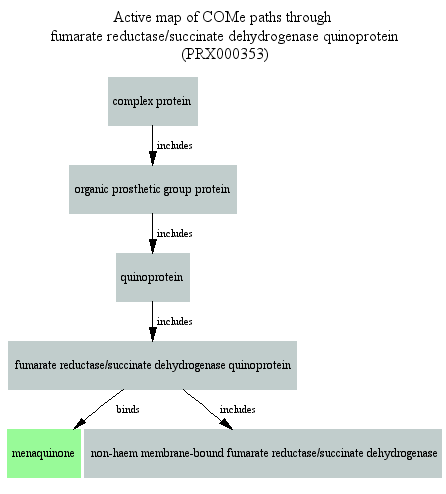 Active map of COMe paths through
fumarate reductase/succinate dehydrogenase quinoprotein
(PRX000353)
complex protein
includes
organic prosthetic group protein
includes
quinoprotein
includes
fumarate reductase/succinate dehydrogenase quinoprotein
binds
includes
menaquinone
non-haem membrane-bound fumarate reductase/succinate dehydrogenase